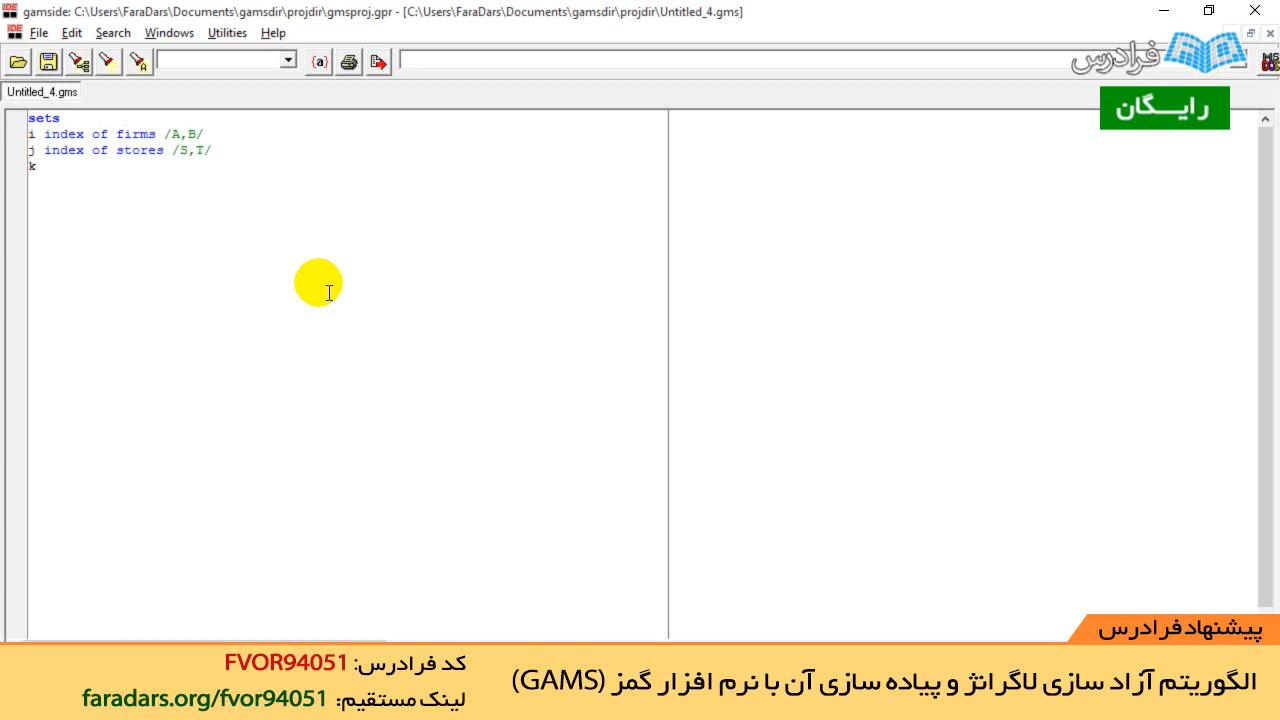 gamside: C:\Users\FaraDars\Documents\gamsdir\projdir\gmsproj.gpr - [C:\Users\FaraDars\Documents\gamsdir\projdir\Untitled_4.gms]
IDE File Edit Search Windows Utilities Help
فرادرس
{a}
Untitled_4.gms
رایـــگان
sets
i index of firms /A,B/
j index of stores /S,T/
k
پیشنهاد فرادرس
الگوریتم آزاد سازی لاگرانژ و پیاده سازی آن با نرم افزار گمز (GAMS)
کد فرادرس: FVOR94051
لینک مستقیم: faradars.org/fvor94051